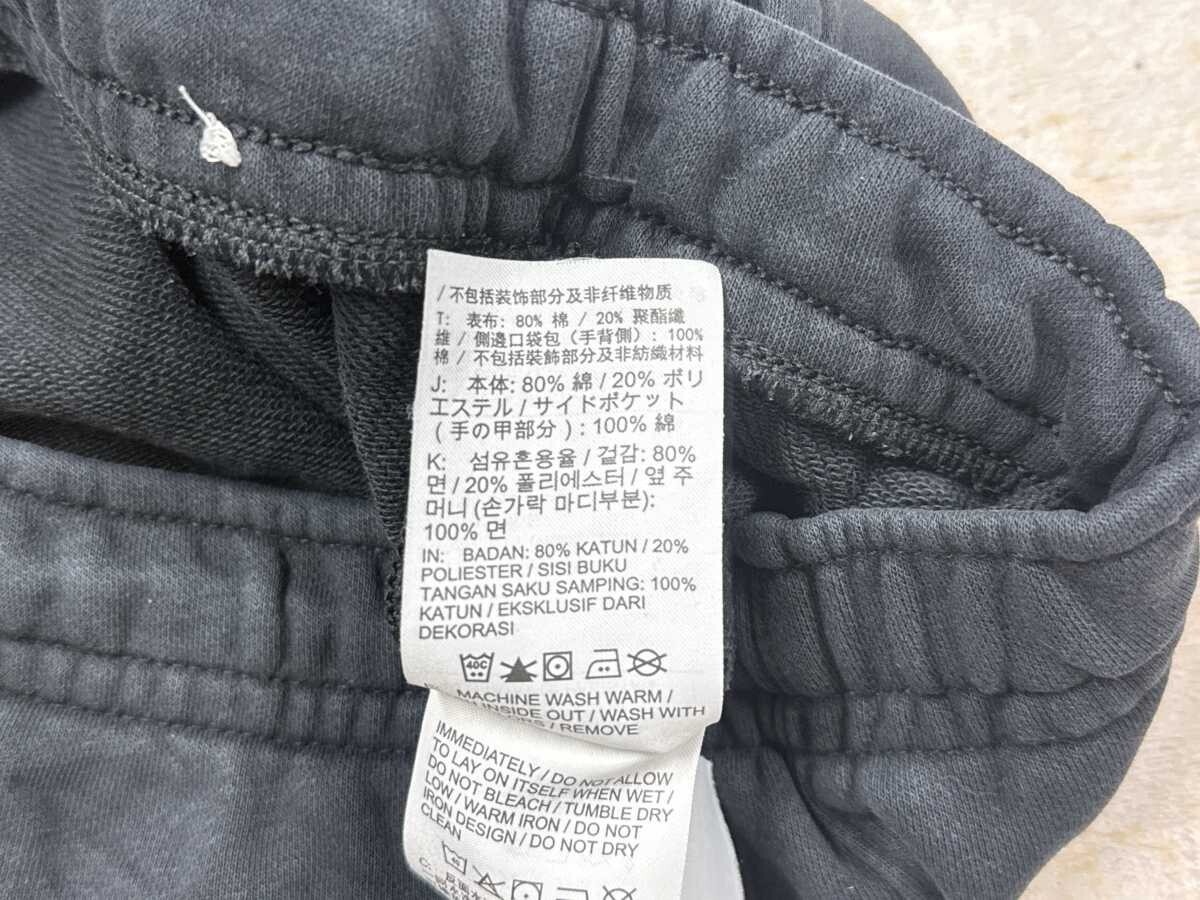 / 不包括装饰部分及非纤维物质
T: 表布: 80% 棉 / 20% 聚酯纖
維 / 側邊口袋包 (手背側) : 100%
棉 / 不包括裝飾部分及非紡織材料
J: 本体: 80% 綿 / 20% ポリ
エステル / サイドポケット
( 手の甲部分 ) : 100% 綿
K: 섬유혼용율 / 겉감: 80%
면 / 20% 폴리에스터 / 옆 주
머니 (손가락 마디부분):
100% 면
IN: BADAN: 80% KATUN / 20%
POLIESTER / SISI BUKU
TANGAN SAKU SAMPING: 100%
KATUN / EKSKLUSIF DARI
DEKORASI
40C
MACHINE WASH WARM /
INSIDE OUT / WASH WITH
/ REMOVE
IMMEDIATELY / DO NOT ALLOW
TO LAY ON ITSELF WHEN WET /
DO NOT BLEACH / TUMBLE DRY
LOW / WARM IRON / DO NOT
IRON DESIGN / DO NOT DRY
CLEAN
C: